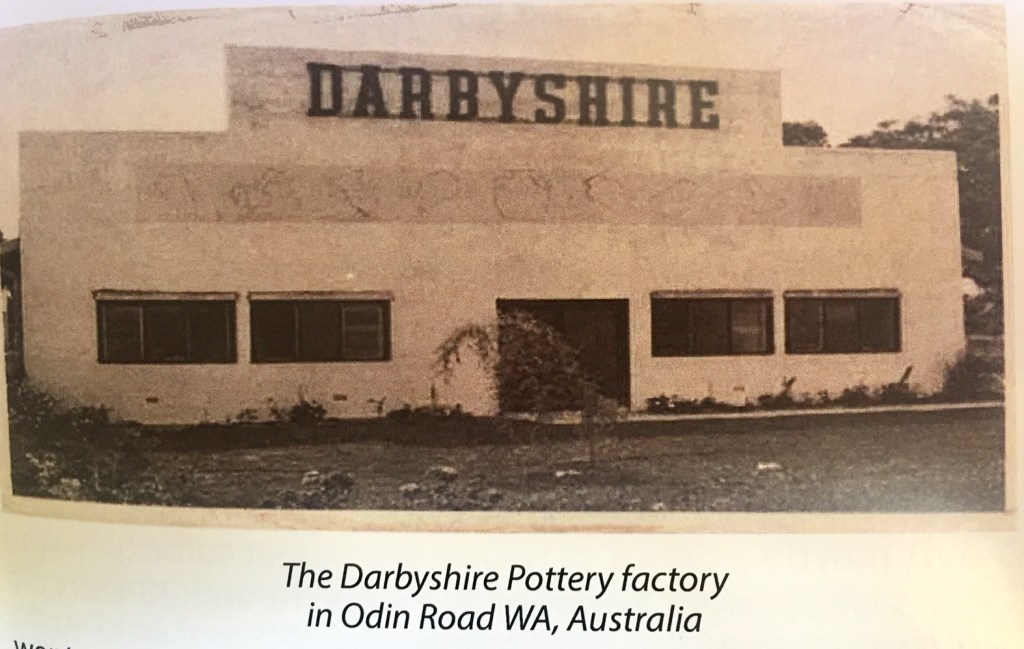 DARBYSHIRE
The Darbyshire Pottery factory
in Odin Road WA, Australia